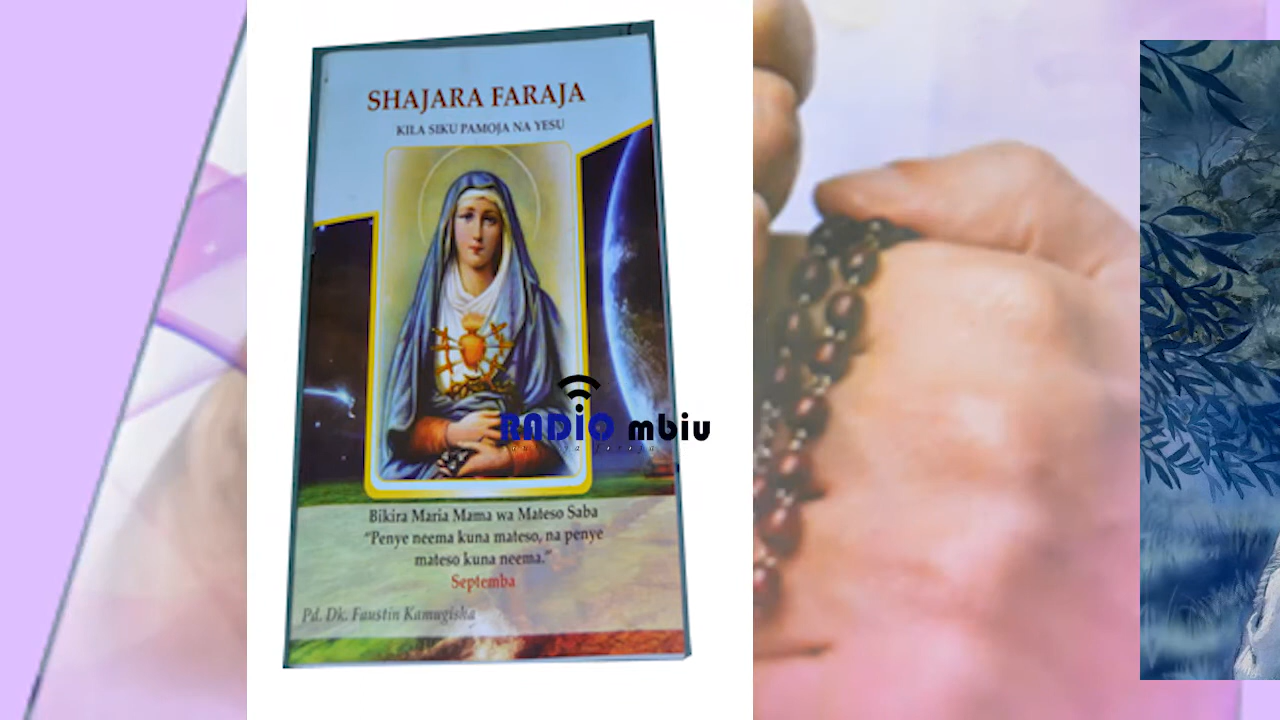 SHAJARA FARAJA
KILA SIKU PAMOJA NA YESU
RADIO mbiu
Bikira Maria Mama wa Mateso Saba
“Penye neema kuna mateso, na penye
mateso kuna neema.”
Septemba
Pd. Dk. Faustin Kamugisha